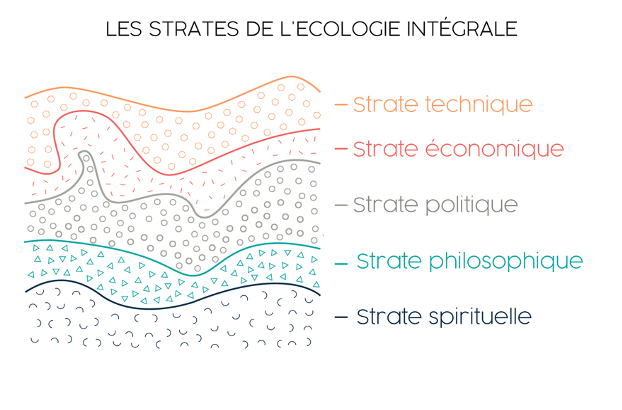 LES STRATES DE L'ECOLOGIE INTÉGRALE
Strate technique
Strate économique
Strate politique
Strate philosophique
Strate spirituelle